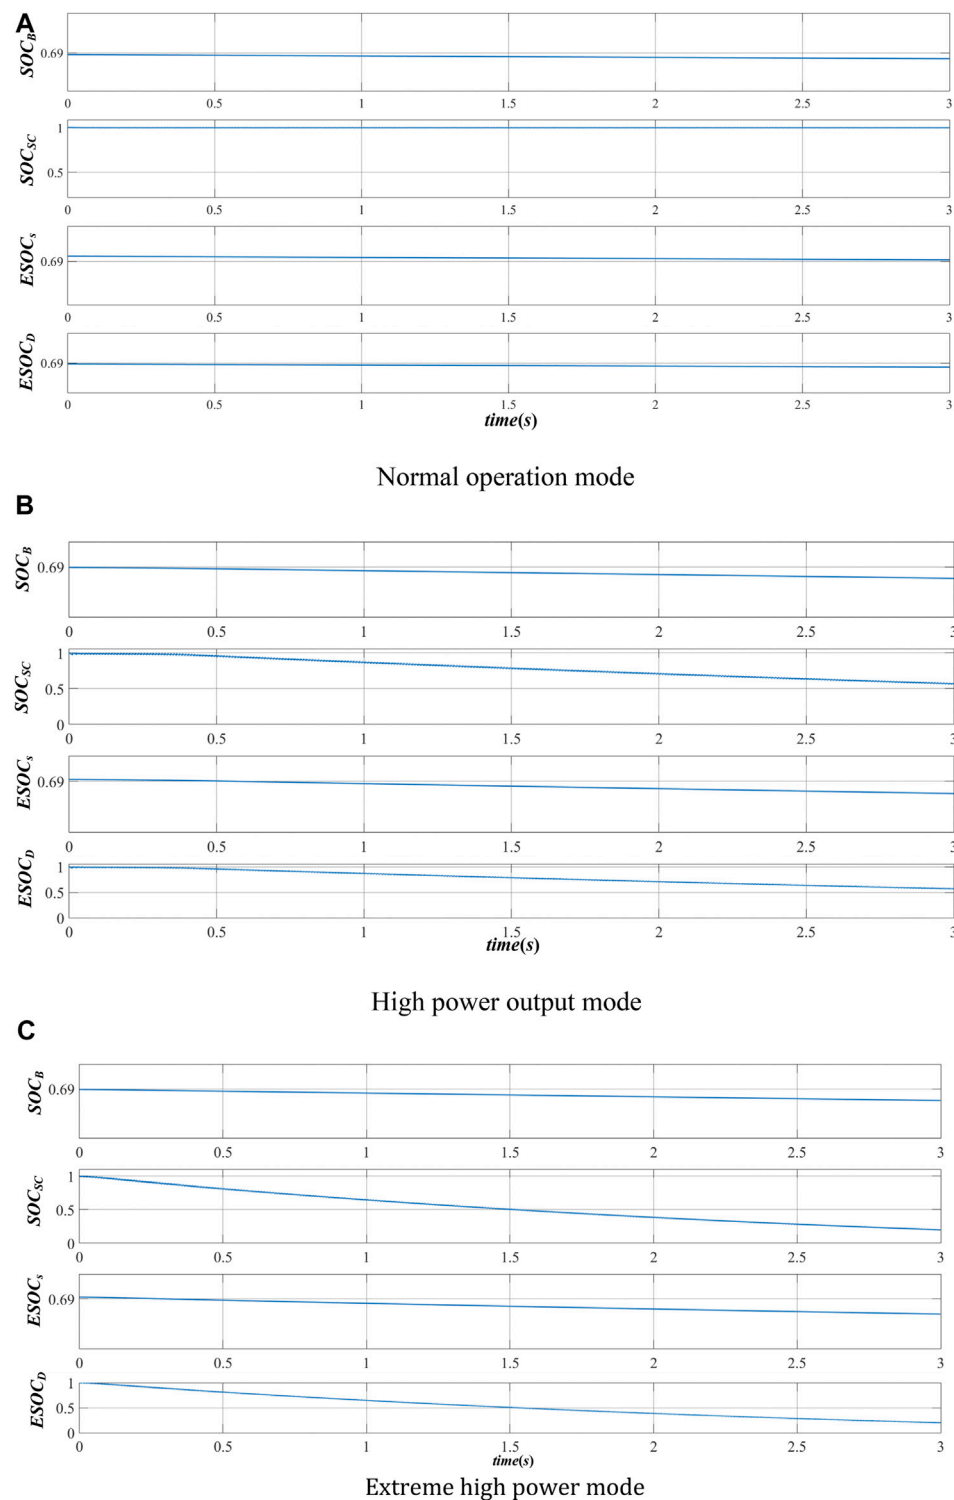 A
SOC_B
0.69
0 0.5 1 1.5 2 2.5 3
SOC_SC
1
0.5
0 0.5 1 1.5 2 2.5 3
ESOC_s
0.69
0 0.5 1 1.5 2 2.5 3
ESOC_D
0.69
0 0.5 1 1.5 2 2.5 3
time(s)
Normal operation mode
B
SOC_B
0.69
0 0.5 1 1.5 2 2.5 3
SOC_SC
1
0.5
0
0 0.5 1 1.5 2 2.5 3
ESOC_s
0.69
0 0.5 1 1.5 2 2.5 3
ESOC_D
1
0.5
0
0 0.5 1 1.5 2 2.5 3
time(s)
High power output mode
C
SOC_B
0.69
0 0.5 1 1.5 2 2.5 3
SOC_SC
1
0.5
0
0 0.5 1 1.5 2 2.5 3
ESOC_s
0.69
0 0.5 1 1.5 2 2.5 3
ESOC_D
1
0.5
0
0 0.5 1 1.5 2 2.5 3
time(s)
Extreme high power mode